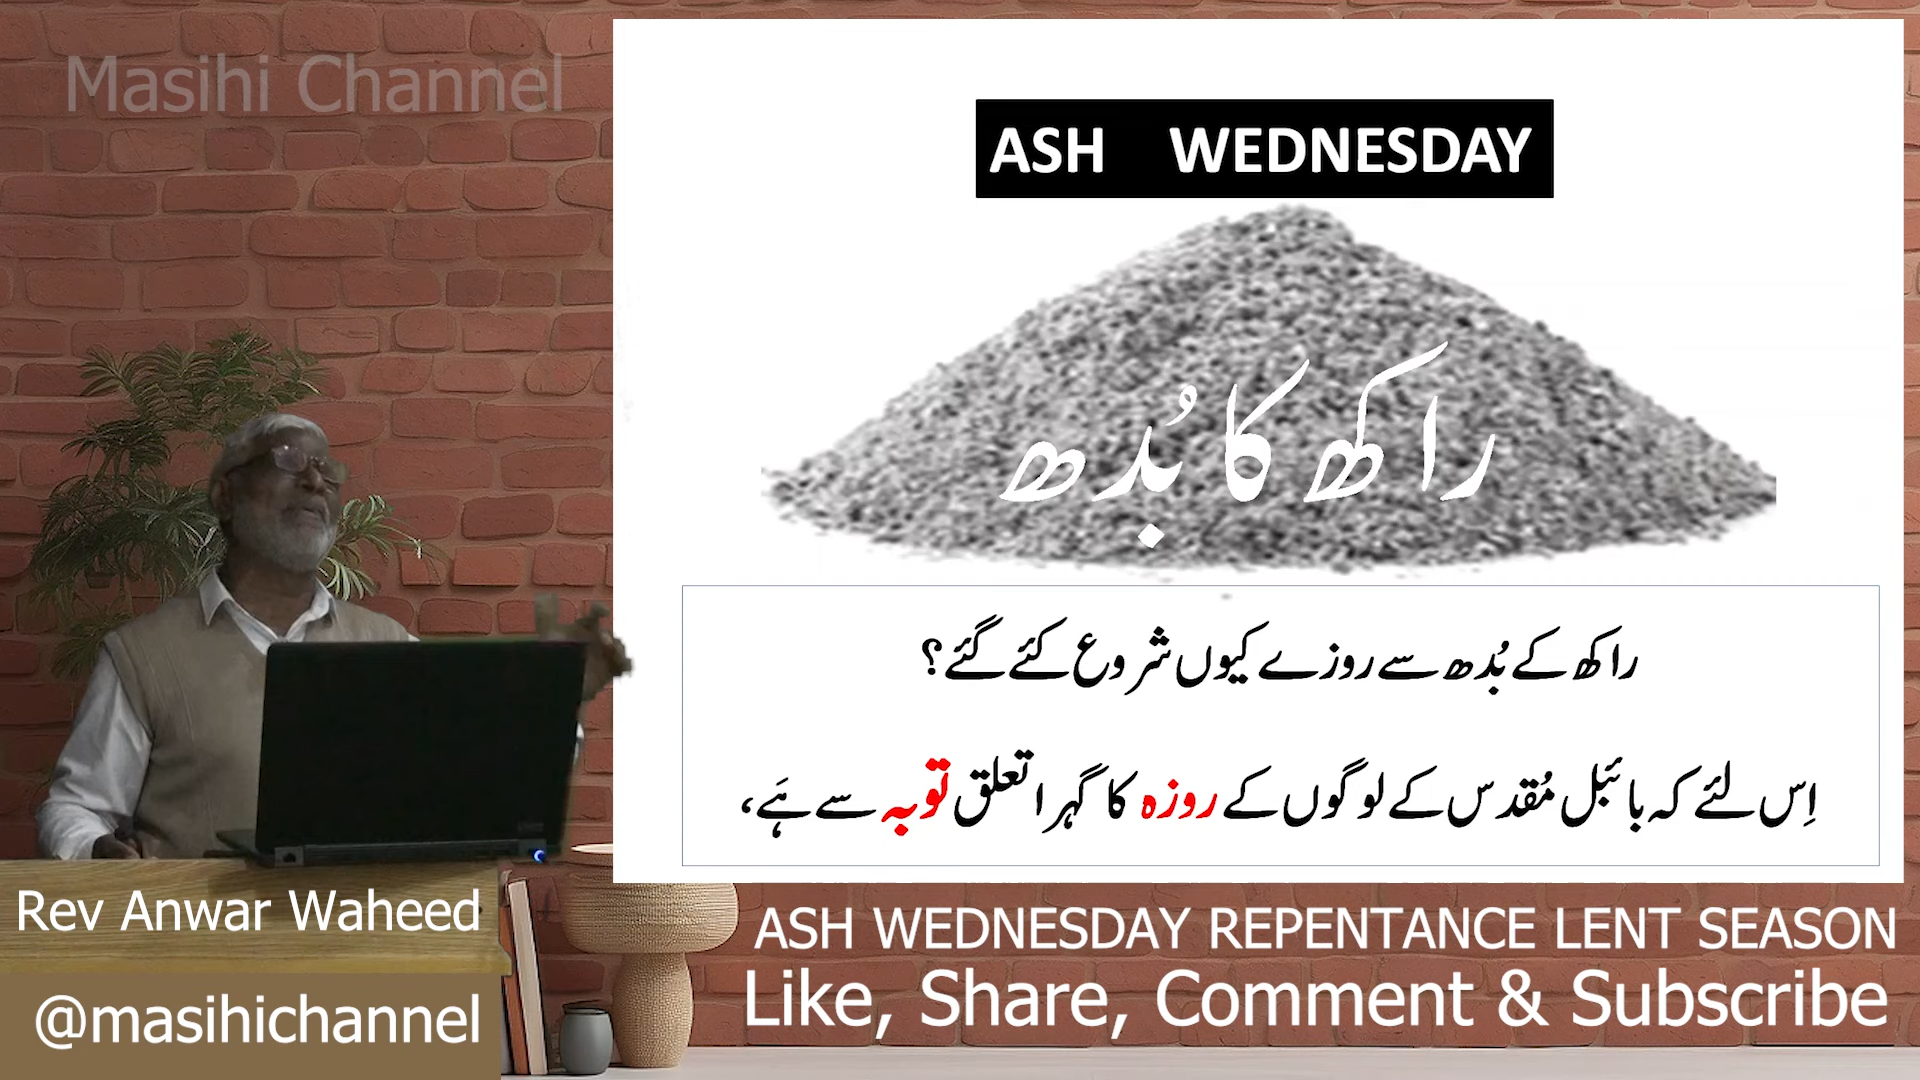 Masihi Channel
ASH WEDNESDAY
راکھ کا بُدھ
راکھ کے بُدھ سے روزے کیوں شروع کئے گئے؟
اِس لئے کہ بائبل مُقدس کے لوگوں کے روزہ کا گہرا تعلق توبہ سے ہَے،
Rev Anwar Waheed
@masihichannel
ASH WEDNESDAY REPENTANCE LENT SEASON
Like, Share, Comment & Subscribe